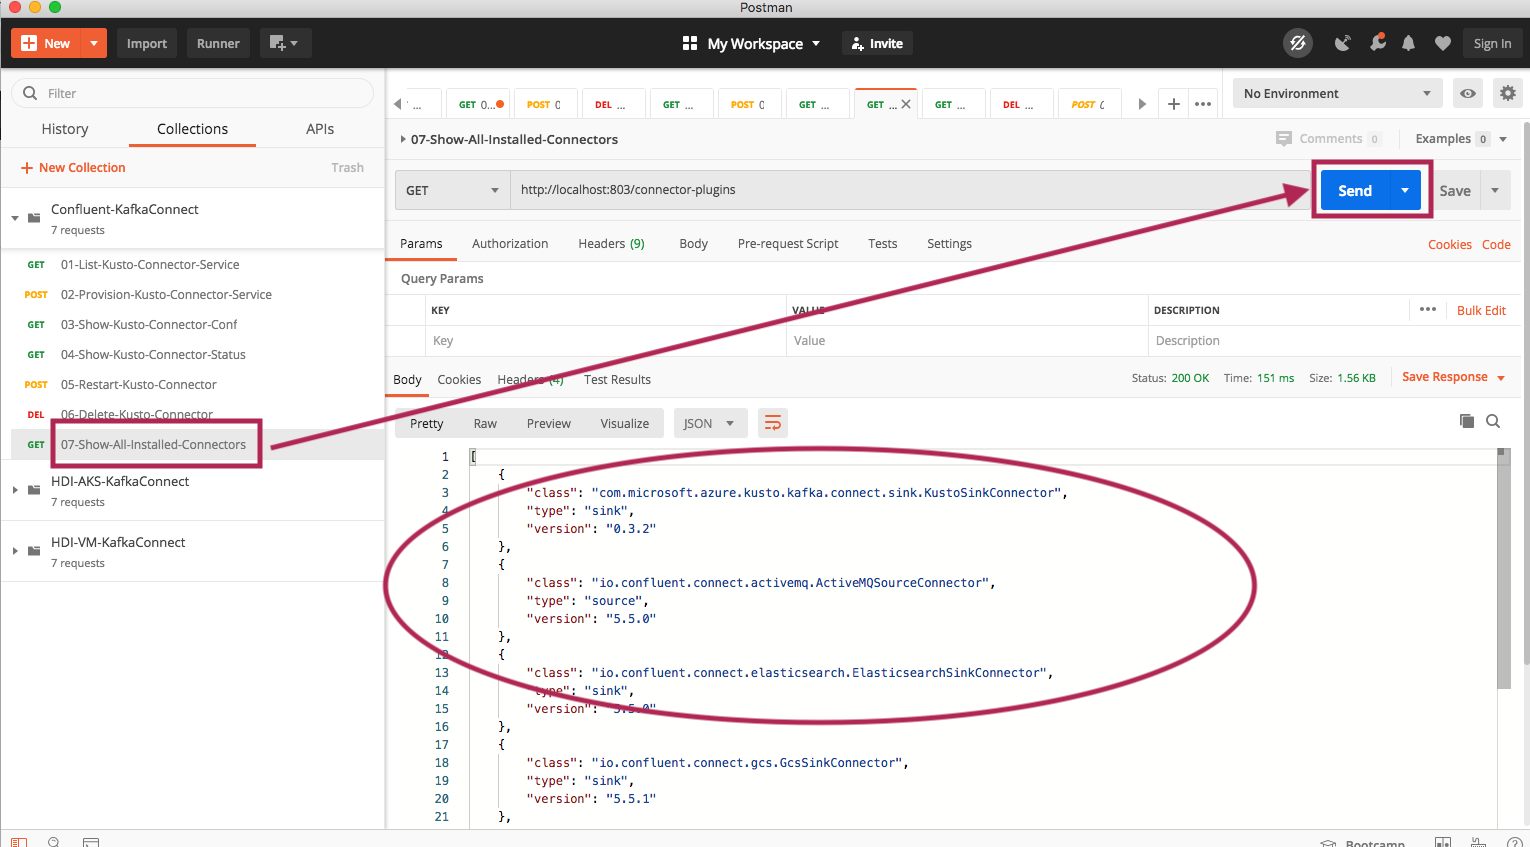 Postman
New
Import
Runner
My Workspace
Invite
Sign In
Filter
History
Collections
APIs
New Collection
Trash
Confluent-KafkaConnect
7 requests
GET 01-List-Kusto-Connector-Service
POST 02-Provision-Kusto-Connector-Service
GET 03-Show-Kusto-Connector-Conf
GET 04-Show-Kusto-Connector-Status
POST 05-Restart-Kusto-Connector
DEL 06-Delete-Kusto-Connector
GET 07-Show-All-Installed-Connectors
HDI-AKS-KafkaConnect
7 requests
HDI-VM-KafkaConnect
7 requests
... GET 0... POST 0 DEL ... GET ... POST 0 GET ... GET ... GET ... DEL ... POST
No Environment
07-Show-All-Installed-Connectors
Comments 0
Examples 0
GET
http://localhost:803/connector-plugins
Send
Save
Params Authorization Headers (9) Body Pre-request Script Tests Settings
Cookies Code
Query Params
KEY VALUE DESCRIPTION
Bulk Edit
Key Value Description
Body Cookies Headers (4) Test Results
Status: 200 OK Time: 151 ms Size: 1.56 KB
Save Response
Pretty Raw Preview Visualize JSON
1 [
2 {
3 "class": "com.microsoft.azure.kusto.kafka.connect.sink.KustoSinkConnector",
4 "type": "sink",
5 "version": "0.3.2"
6 },
7 {
8 "class": "io.confluent.connect.activemq.ActiveMQSourceConnector",
9 "type": "source",
10 "version": "5.5.0"
11 },
12 {
13 "class": "io.confluent.connect.elasticsearch.ElasticsearchSinkConnector",
14 "type": "sink",
15 "version": "5.5.0"
16 },
17 {
18 "class": "io.confluent.connect.gcs.GcsSinkConnector",
19 "type": "sink",
20 "version": "5.5.1"
21 },
Bootcamp